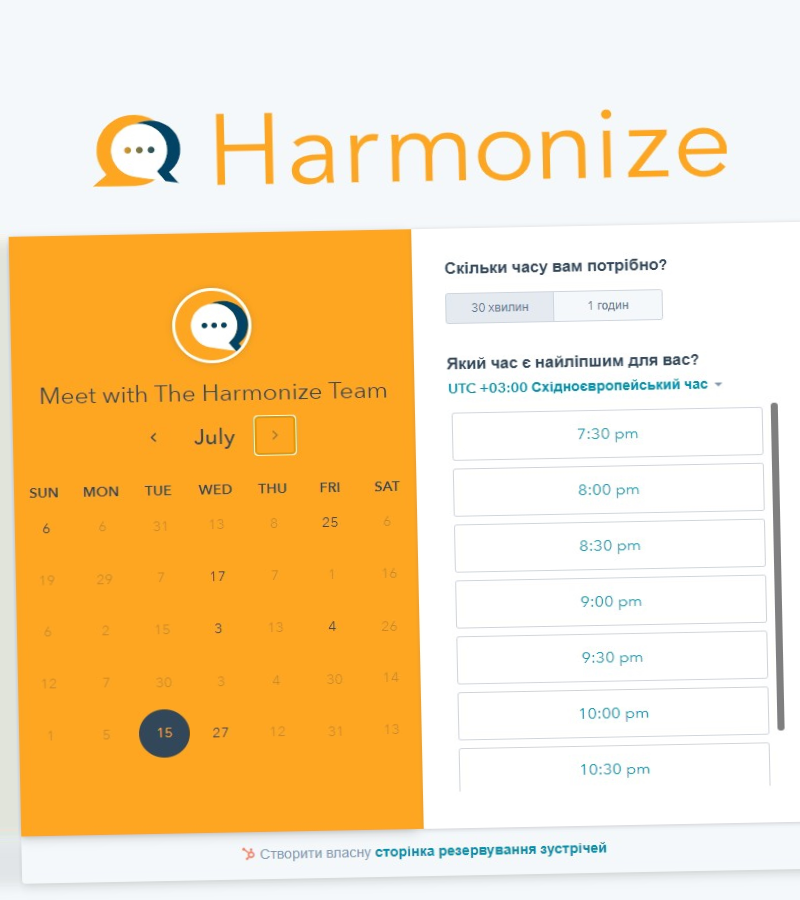 Harmonize
Meet with The Harmonize Team
July
SUN MON TUE WED THU FRI SAT
6 6 31 13 8 25 6
19 29 7 17 7 1 16
6 2 15 3 13 4 26
12 7 30 3 4 30 14
1 5 15 27 12 31 13
Скільки часу вам потрібно?
30 хвилин 1 годин
Який час є найліпшим для вас?
UTC +03:00 Східноєвропейський час
7:30 pm
8:00 pm
8:30 pm
9:00 pm
9:30 pm
10:00 pm
10:30 pm
Створити власну сторінка резервування зустрічей